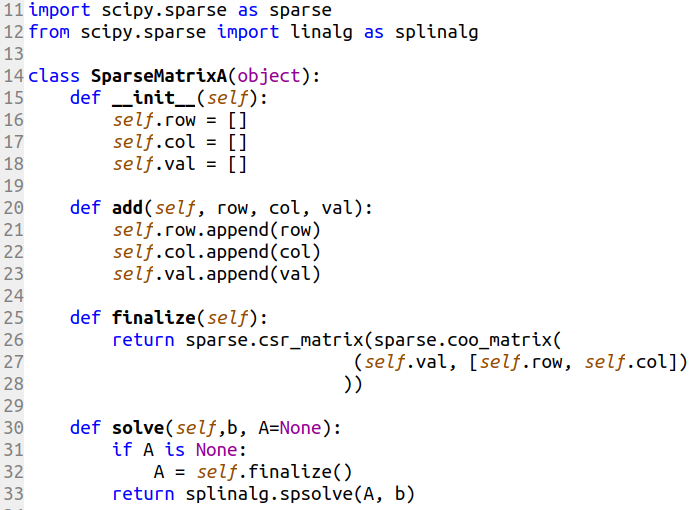 11 import scipy.sparse as sparse
12 from scipy.sparse import linalg as splinalg
13
14 class SparseMatrixA(object):
15     def __init__(self):
16         self.row = []
17         self.col = []
18         self.val = []
19
20     def add(self, row, col, val):
21         self.row.append(row)
22         self.col.append(col)
23         self.val.append(val)
24
25     def finalize(self):
26         return sparse.csr_matrix(sparse.coo_matrix(
27                                (self.val, [self.row, self.col])
28                               ))
29
30     def solve(self,b, A=None):
31         if A is None:
32             A = self.finalize()
33         return splinalg.spsolve(A, b)